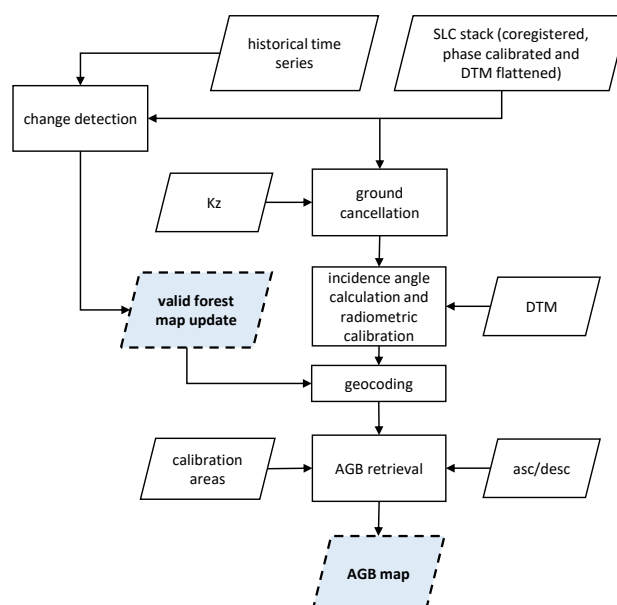 historical time
series
SLC stack (coregistered,
phase calibrated and
DTM flattened)
change detection
Kz
ground
cancellation
valid forest
map update
incidence angle
calculation and
radiometric
calibration
DTM
geocoding
calibration
areas
AGB retrieval
asc/desc
AGB map